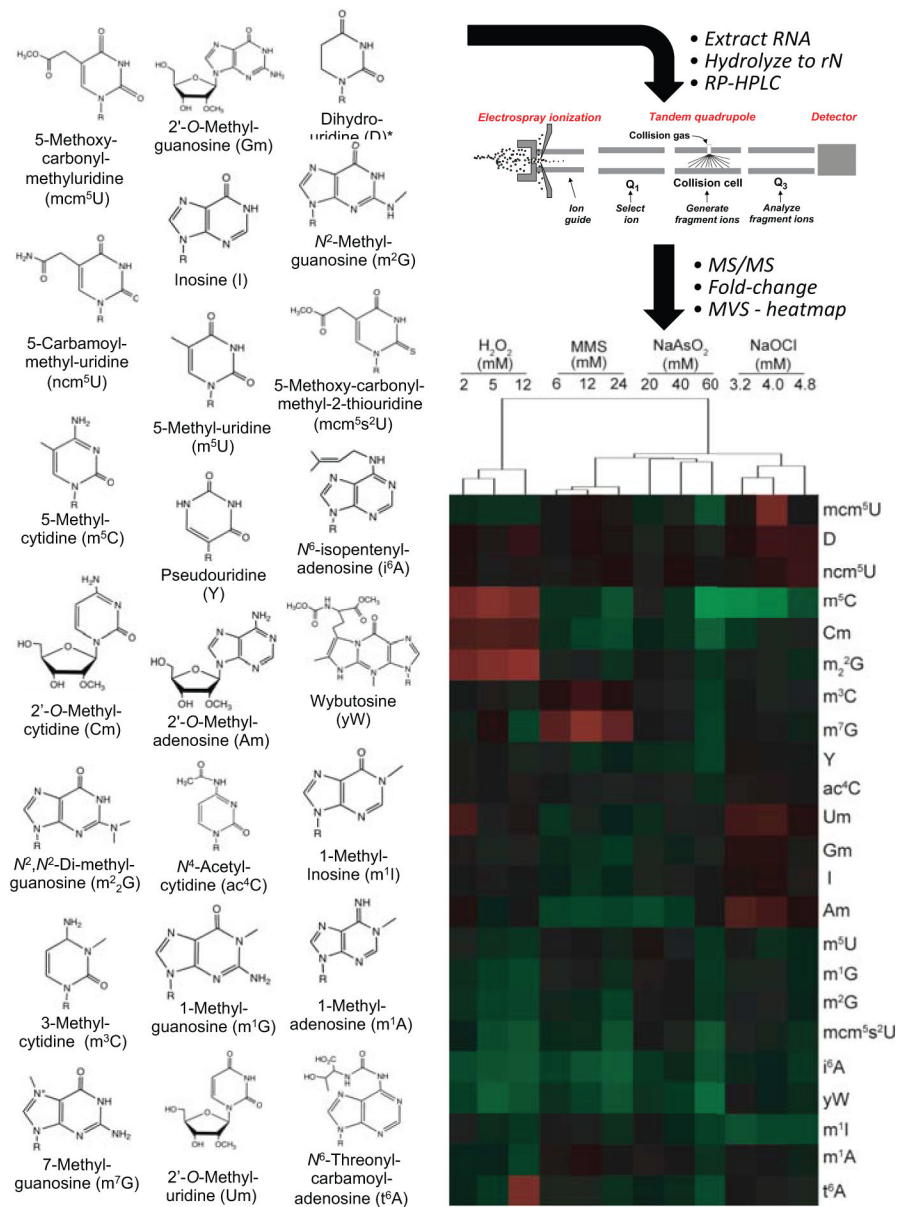 5-Methoxy-
carbonyl-
methyluridine
(mcm⁵U)
2'-O-Methyl-
guanosine (Gm)
Dihydro-
uridine (D)*
Inosine (I)
N²-Methyl-
guanosine (m²G)
5-Carbamoyl-
methyl-uridine
(ncm⁵U)
5-Methyl-uridine
(m⁵U)
5-Methoxy-carbonyl-
methyl-2-thiouridine
(mcm⁵s²U)
5-Methyl-
cytidine (m⁵C)
Pseudouridine
(Y)
N⁶-isopentenyl-
adenosine (i⁶A)
2'-O-Methyl-
cytidine (Cm)
2'-O-Methyl-
adenosine (Am)
Wybutosine
(yW)
N²,N²-Di-methyl-
guanosine (m²₂G)
N⁴-Acetyl-
cytidine (ac⁴C)
1-Methyl-
Inosine (m¹I)
3-Methyl-
cytidine (m³C)
1-Methyl-
guanosine (m¹G)
1-Methyl-
adenosine (m¹A)
7-Methyl-
guanosine (m⁷G)
2'-O-Methyl-
uridine (Um)
N⁶-Threonyl-
carbamoyl-
adenosine (t⁶A)
• Extract RNA
• Hydrolyze to rN
• RP-HPLC
Electrospray ionization Tandem quadrupole Detector
Collision gas
Q₁ Collision cell Q₃
Ion
guide
Select
ion
Generate
fragment ions
Analyze
fragment ions
• MS/MS
• Fold-change
• MVS - heatmap
H₂O₂ MMS NaAsO₂ NaOCl
(mM) (mM) (mM) (mM)
2 5 12 6 12 24 20 40 60 3.2 4.0 4.8
mcm⁵U
D
ncm⁵U
m⁵C
Cm
m₂²G
m³C
m⁷G
Y
ac⁴C
Um
Gm
I
Am
m⁵U
m¹G
m²G
mcm⁵s²U
i⁶A
yW
m¹I
m¹A
t⁶A